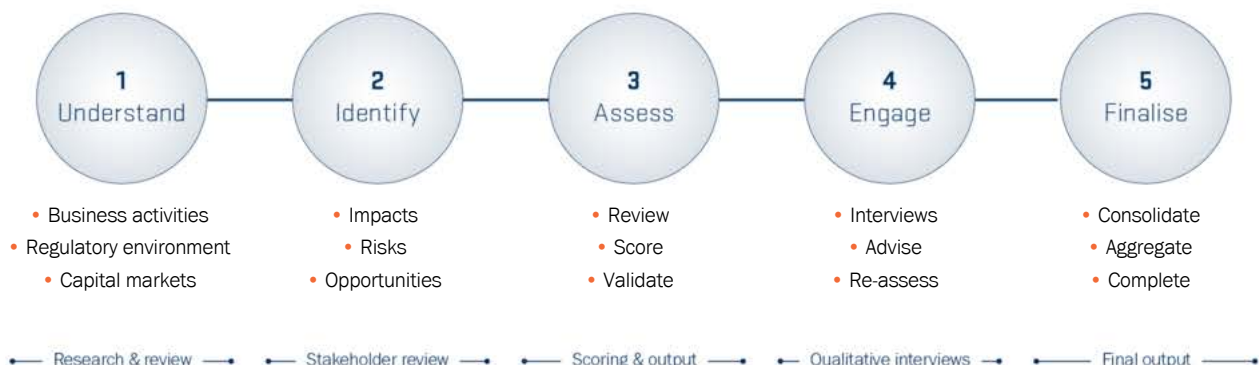 1
Understand
2
Identify
3
Assess
4
Engage
5
Finalise
• Business activities
• Regulatory environment
• Capital markets
• Impacts
• Risks
• Opportunities
• Review
• Score
• Validate
• Interviews
• Advise
• Re-assess
• Consolidate
• Aggregate
• Complete
Research & review
Stakeholder review
Scoring & output
Qualitative interviews
Final output